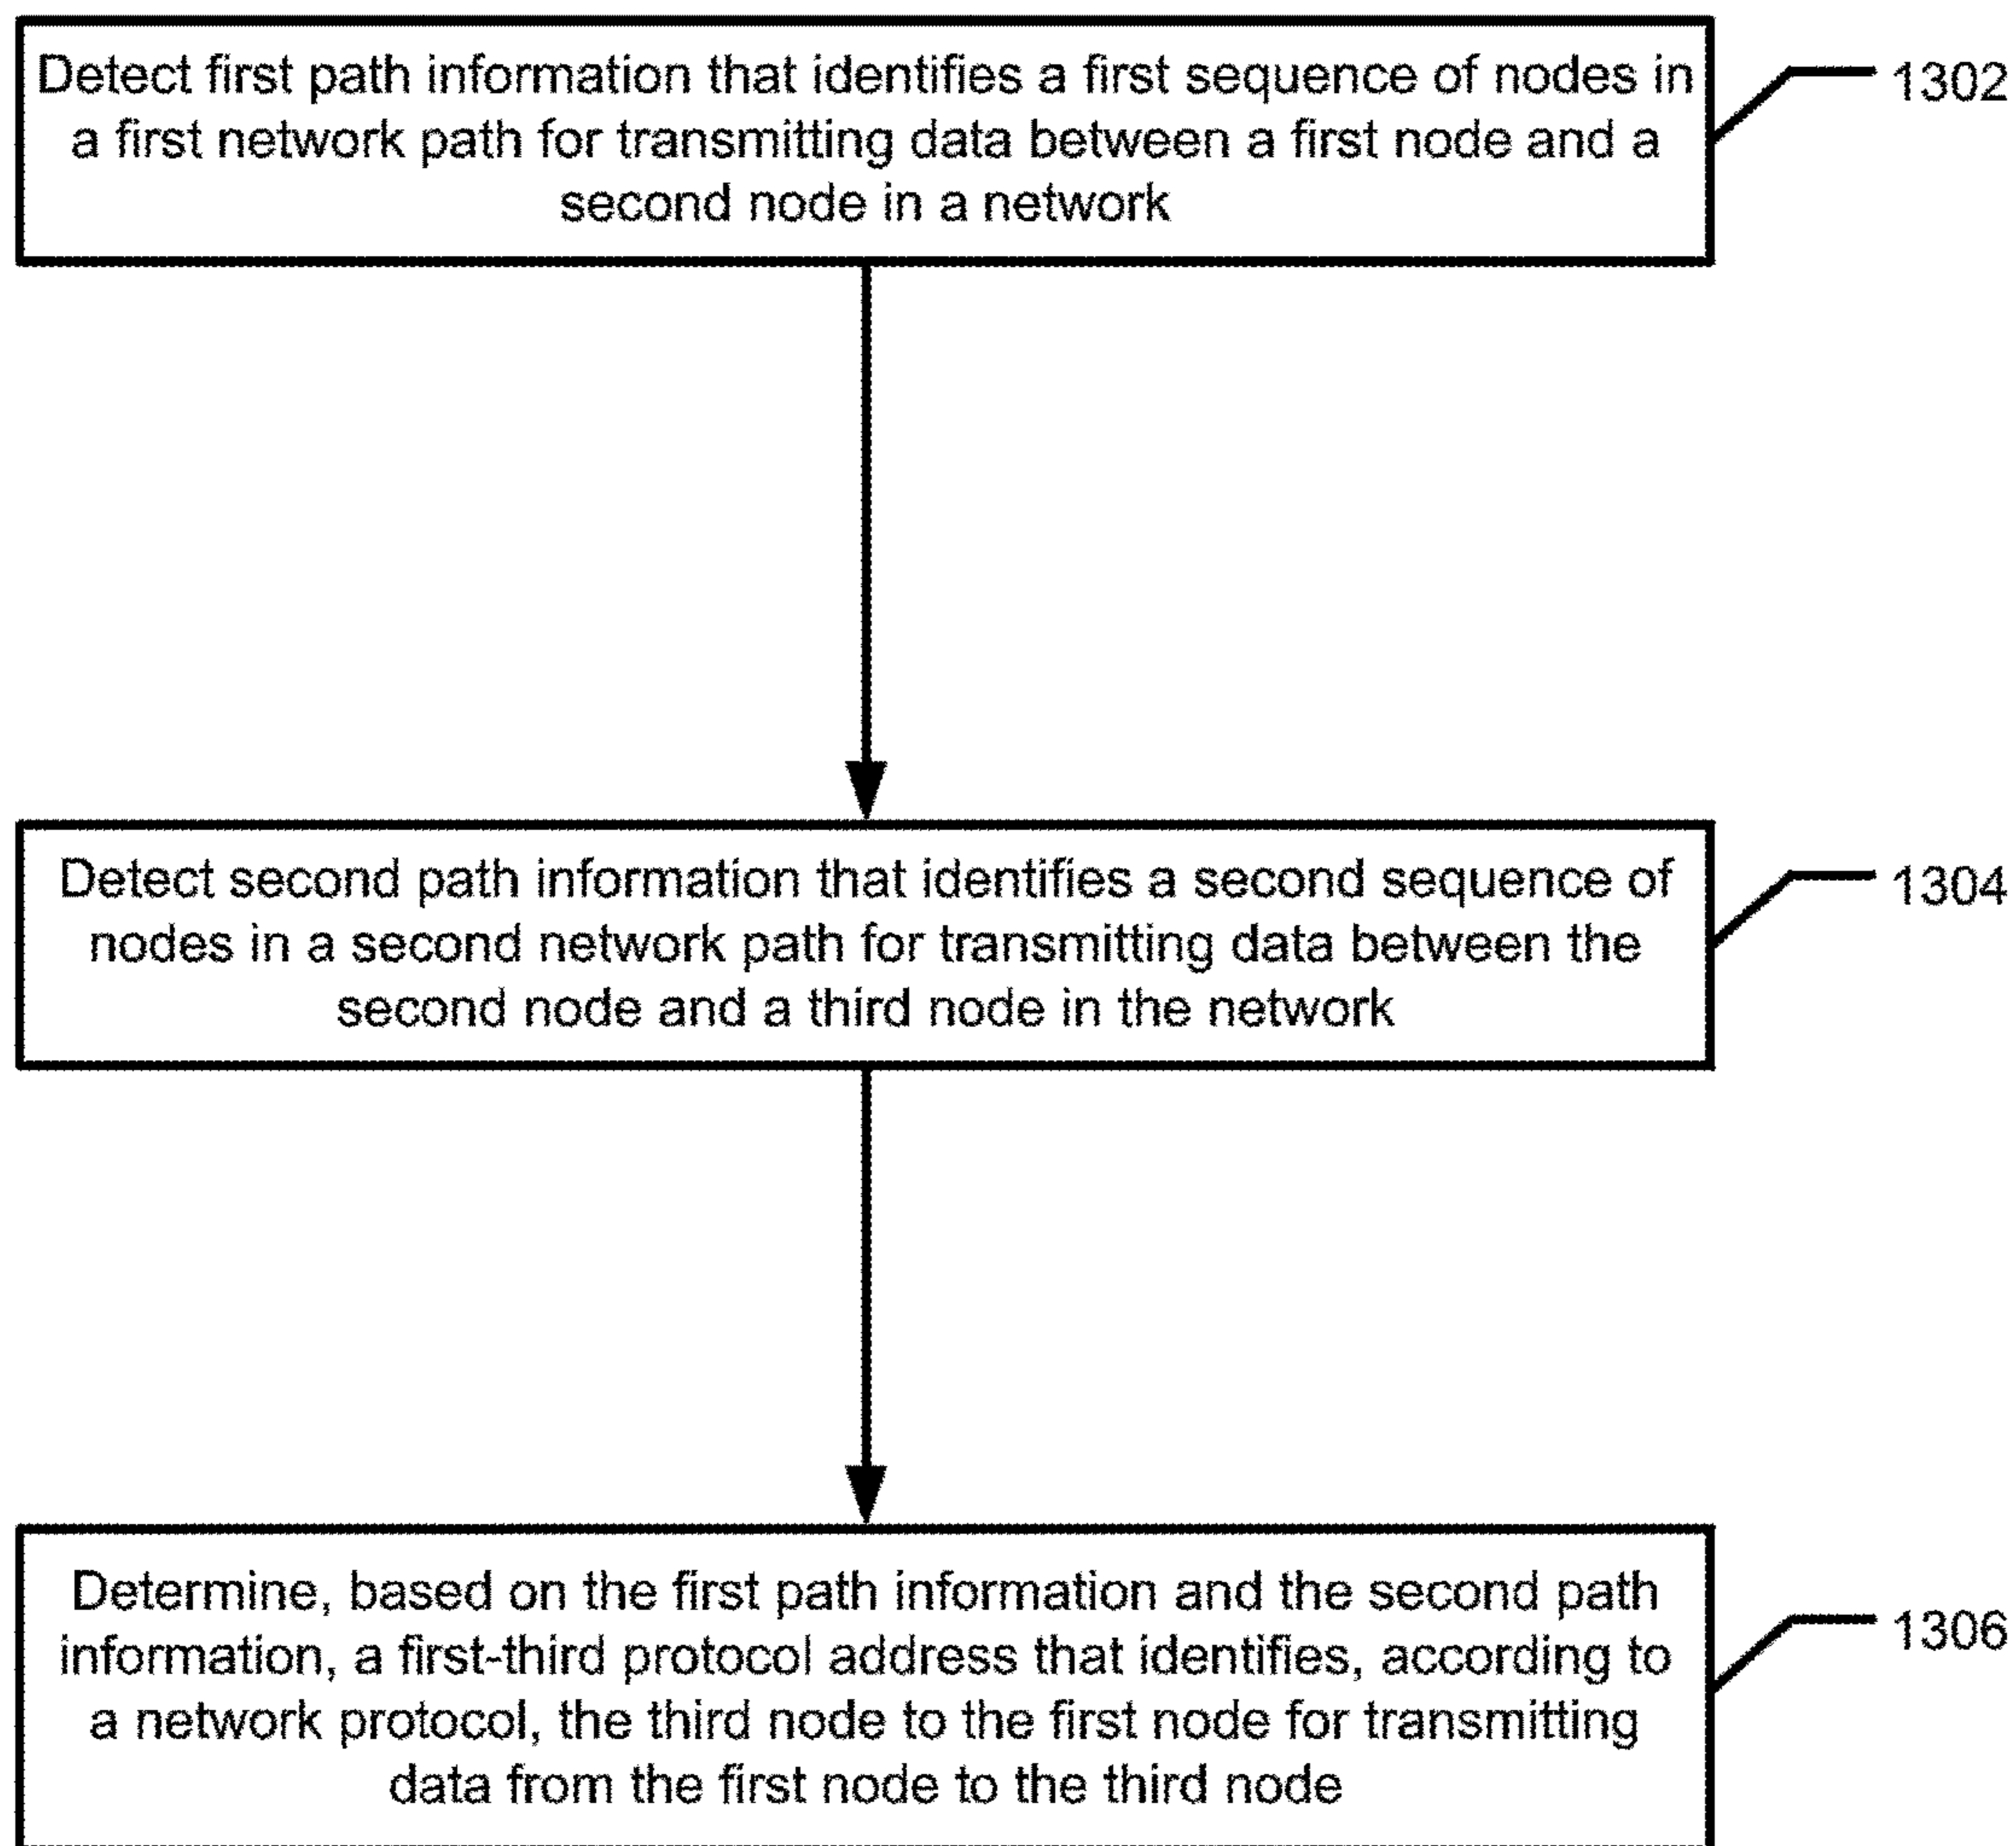 Detect first path information that identifies a first sequence of nodes in
a first network path for transmitting data between a first node and a
second node in a network
1302
Detect second path information that identifies a second sequence of
nodes in a second network path for transmitting data between the
second node and a third node in the network
1304
Determine, based on the first path information and the second path
information, a first-third protocol address that identifies, according to
a network protocol, the third node to the first node for transmitting
data from the first node to the third node
1306